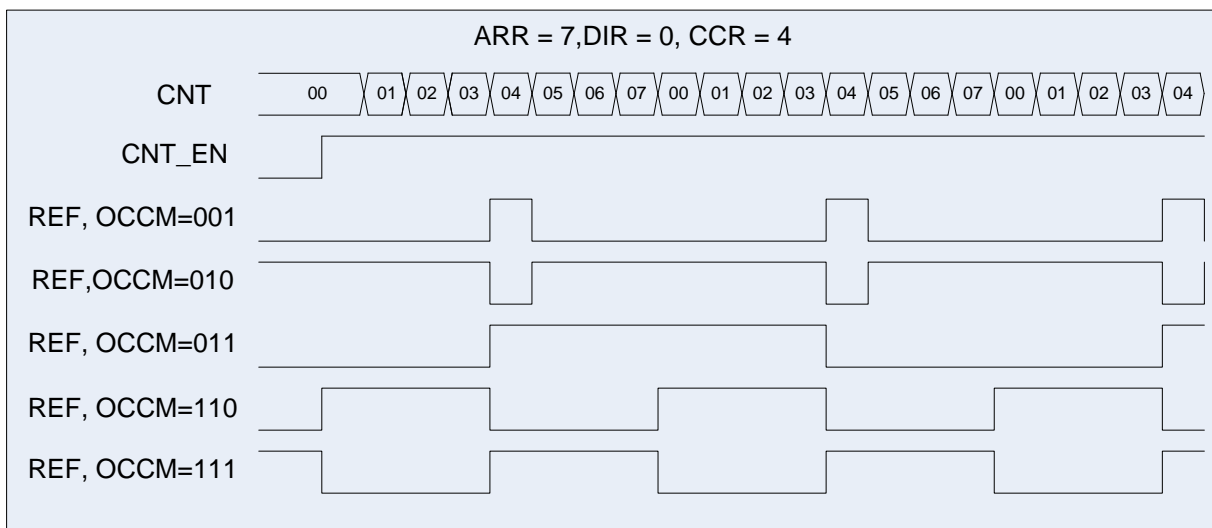 ARR = 7,DIR = 0, CCR = 4
CNT 00 01 02 03 04 05 06 07 00 01 02 03 04 05 06 07 00 01 02 03 04
CNT_EN
REF, OCCM=001
REF,OCCM=010
REF, OCCM=011
REF, OCCM=110
REF, OCCM=111